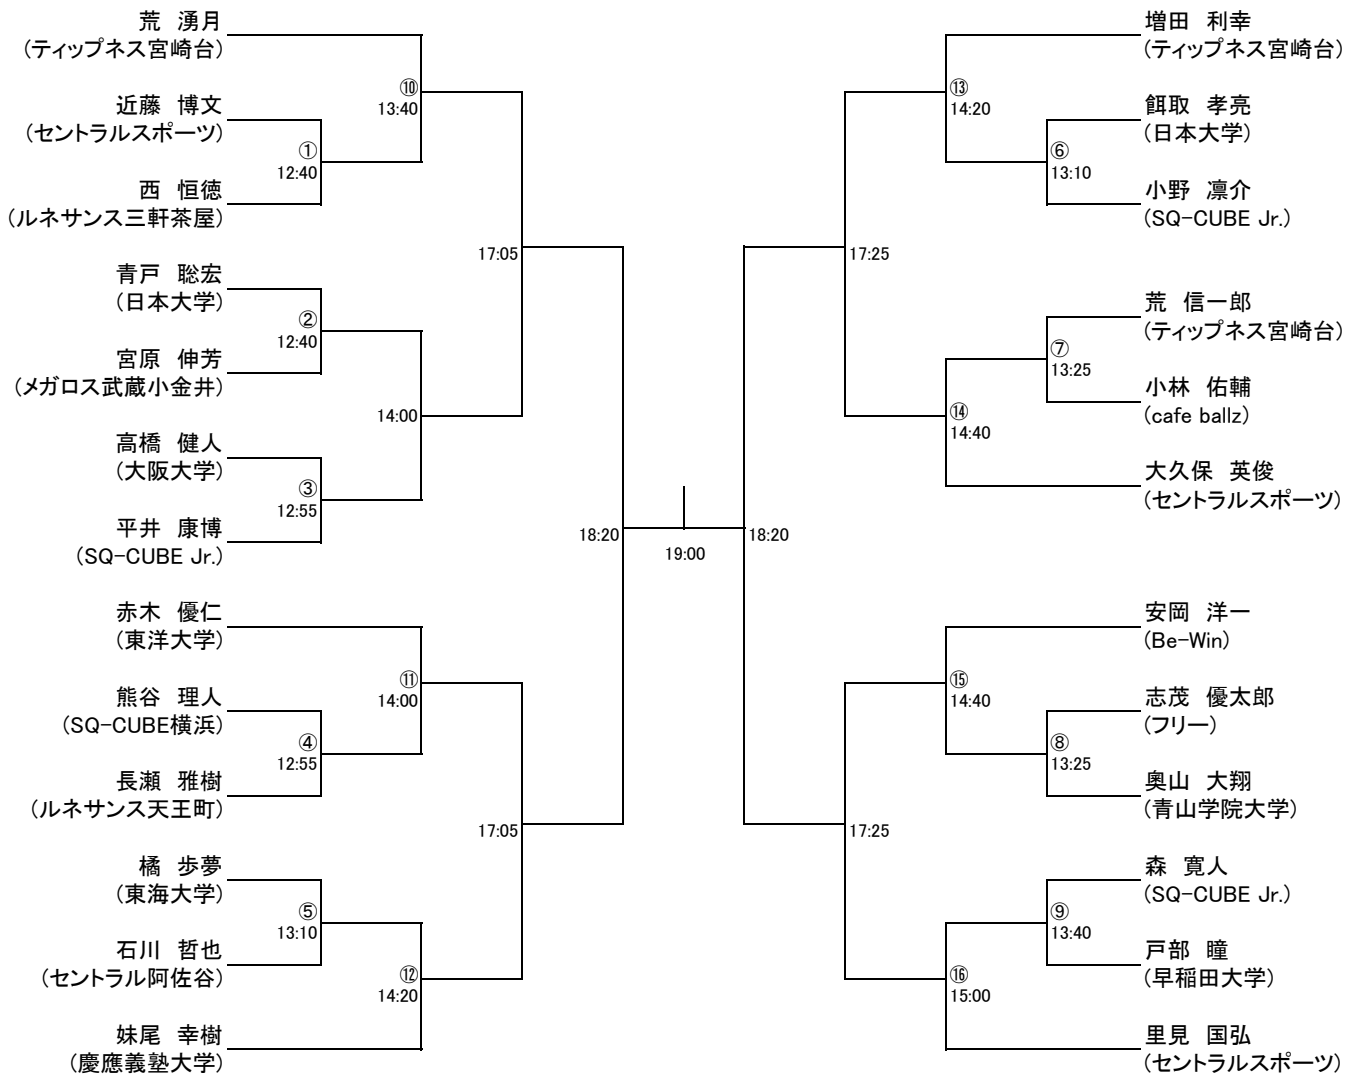 荒 湧月
(ティップネス宮崎台)
⑩
13:40
近藤 博文
(セントラルスポーツ)
①
12:40
西 恒徳
(ルネサンス三軒茶屋)
17:05
青戸 聡宏
(日本大学)
②
12:40
宮原 伸芳
(メガロス武蔵小金井)
14:00
高橋 健人
(大阪大学)
③
12:55
平井 康博
(SQ-CUBE Jr.)
18:20
赤木 優仁
(東洋大学)
⑪
14:00
熊谷 理人
(SQ-CUBE横浜)
④
12:55
長瀬 雅樹
(ルネサンス天王町)
17:05
橘 歩夢
(東海大学)
⑤
13:10
石川 哲也
(セントラル阿佐谷)
⑫
14:20
妹尾 幸樹
(慶應義塾大学)
19:00
増田 利幸
(ティップネス宮崎台)
⑬
14:20
餌取 孝亮
(日本大学)
⑥
13:10
小野 凛介
(SQ-CUBE Jr.)
17:25
荒 信一郎
(ティップネス宮崎台)
⑦
13:25
小林 佑輔
(cafe ballz)
⑭
14:40
大久保 英俊
(セントラルスポーツ)
18:20
安岡 洋一
(Be-Win)
⑮
14:40
志茂 優太郎
(フリー)
⑧
13:25
奥山 大翔
(青山学院大学)
17:25
森 寛人
(SQ-CUBE Jr.)
⑨
13:40
戸部 瞳
(早稲田大学)
⑯
15:00
里見 国弘
(セントラルスポーツ)